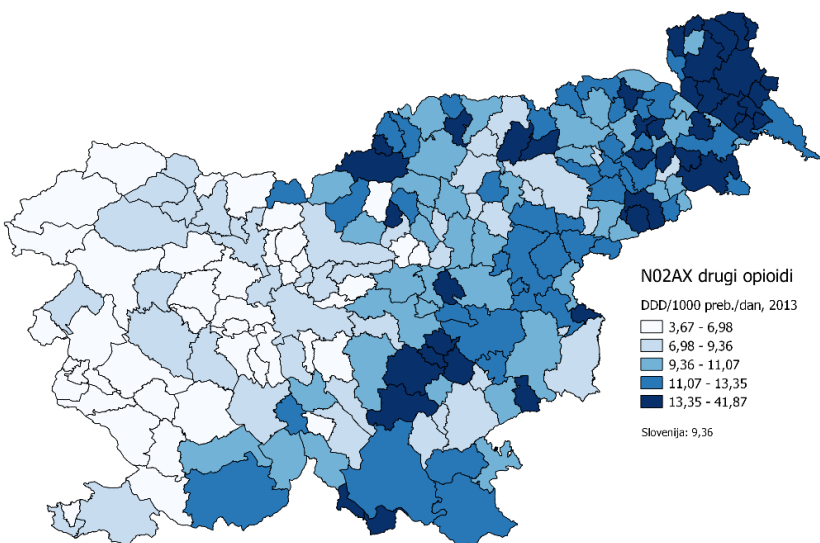 N02AX drugi opioidi
DDD/1000 preb./dan, 2013
3,67 - 6,98
6,98 - 9,36
9,36 - 11,07
11,07 - 13,35
13,35 - 41,87
Slovenija: 9,36